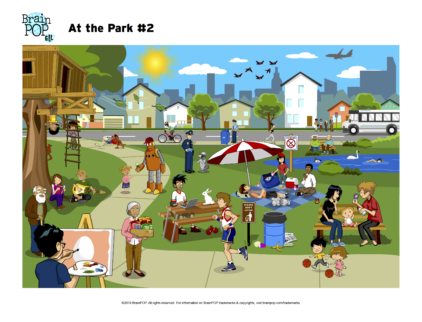 Brain
POP
ELL
At the Park #2
©2019 BrainPOP. All rights reserved. For information on BrainPOP trademarks & copyrights, visit brainpop.com/trademarks.